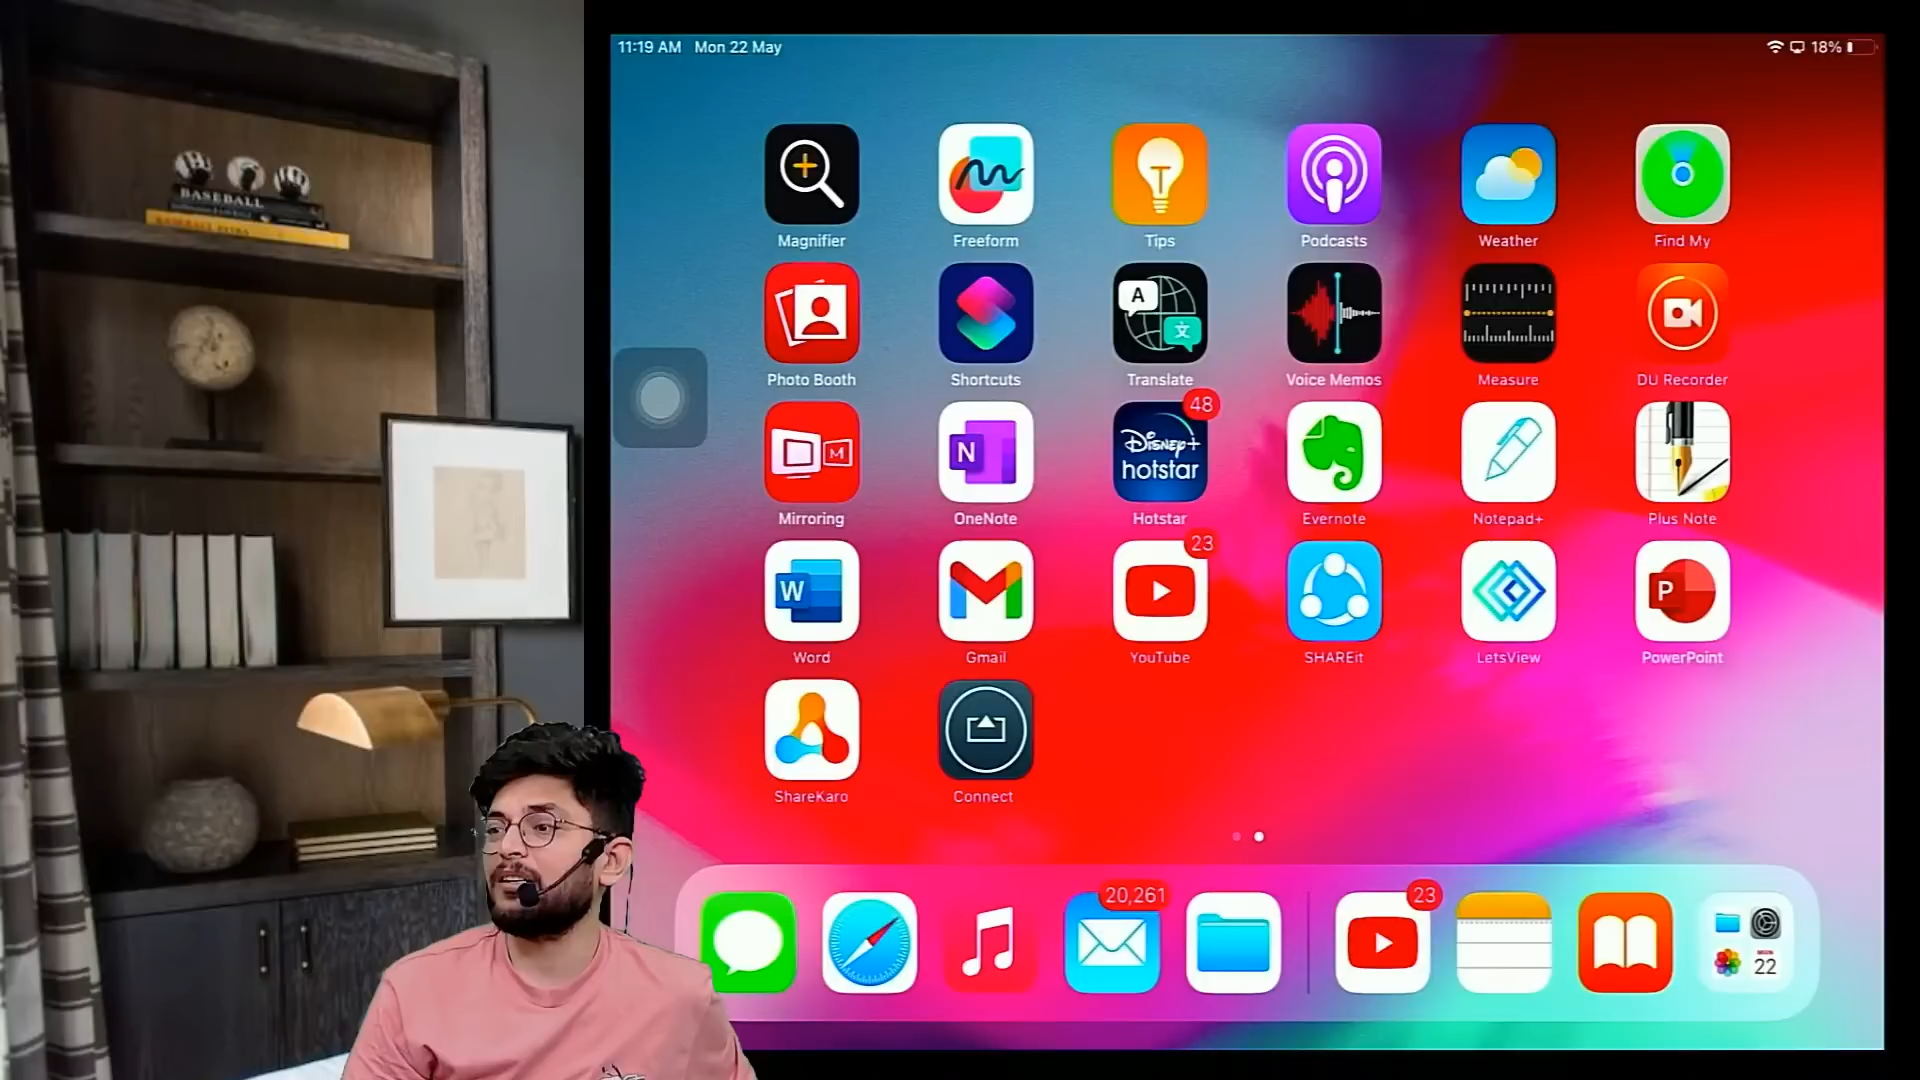 11:19 AM Mon 22 May
18%
BASEBALL
Magnifier
Freeform
Tips
Podcasts
Weather
Find My
A
文
Photo Booth
Shortcuts
Translate
Voice Memos
Measure
DU Recorder
M
N
48
Disney+
hotstar
Mirroring
OneNote
Hotstar
Evernote
Notepad+
Plus Note
W
23
P
Word
Gmail
YouTube
SHAREit
LetsView
PowerPoint
ShareKaro
Connect
20,261
23
22